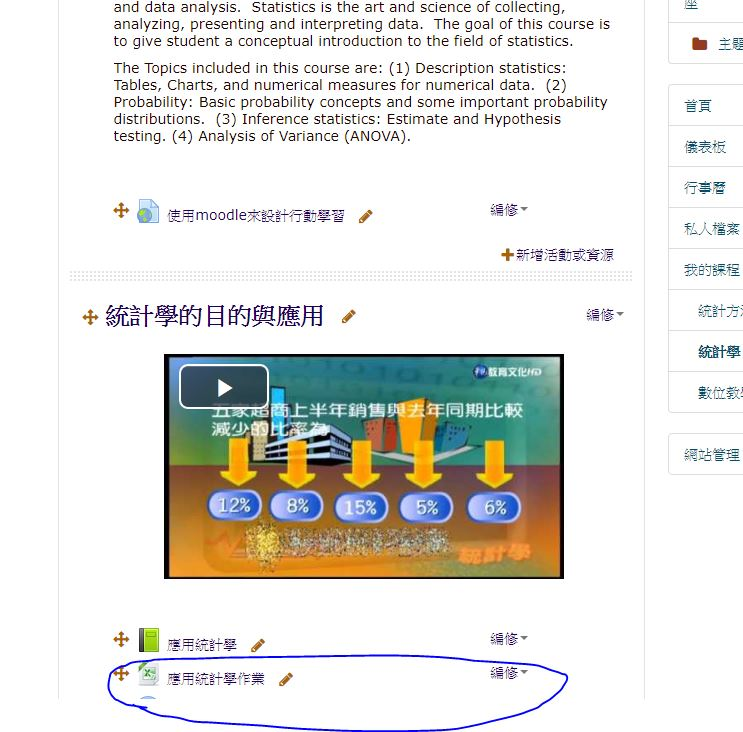 and data analysis.  Statistics is the art and science of collecting,
analyzing, presenting and interpreting data.  The goal of this course is
to give student a conceptual introduction to the field of statistics.
The Topics included in this course are: (1) Description statistics:
Tables, Charts, and numerical measures for numerical data.  (2)
Probability: Basic probability concepts and some important probability
distributions.  (3) Inference statistics: Estimate and Hypothesis
testing. (4) Analysis of Variance (ANOVA).
使用moodle來設計行動學習
編修
新增活動或資源
統計學的目的與應用
編修
教育文化HD
五家超商上半年銷售與去年同期比較
減少的比率為
12% 8% 15% 5% 6%
統計學
應用統計學
編修
應用統計學作業
編修
座
主題
首頁
儀表板
行事曆
私人檔案
我的課程
統計方
統計學
數位教
網站管理